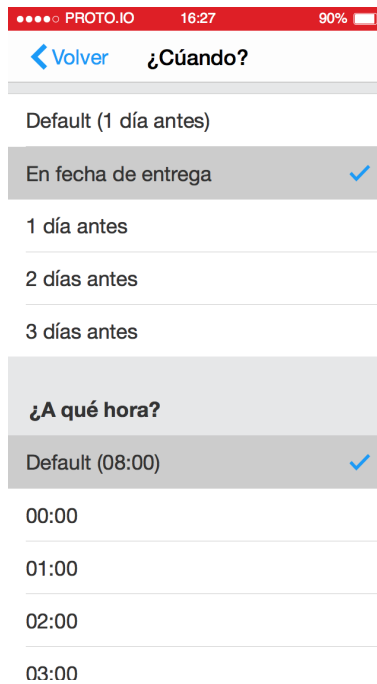 PROTO.IO 16:27 90%
Volver ¿Cúando?
Default (1 día antes)
En fecha de entrega
1 día antes
2 días antes
3 días antes
¿A qué hora?
Default (08:00)
00:00
01:00
02:00
03:00